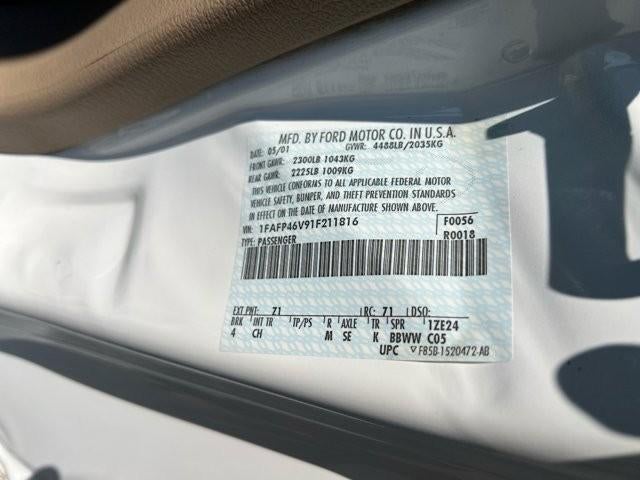 MFD. BY FORD MOTOR CO. IN U.S.A.
DATE: 05/01 GVWR: 4488LB/2035KG
FRONT GAWR: 2300LB 1043KG
REAR GAWR: 2225LB 1009KG
THIS VEHICLE CONFORMS TO ALL APPLICABLE FEDERAL MOTOR
VEHICLE SAFETY, BUMPER, AND THEFT PREVENTION STANDARDS
IN EFFECT ON THE DATE OF MANUFACTURE SHOWN ABOVE.
VIN: 1FAFP46V91F211816 F0056
TYPE: PASSENGER R0018
EXT PNT: Z1 RC: 71 DSO:
BRK INT TR TP/PS R AXLE TR SPR 1ZE24
4 CH M SE K BBWW C05
UPC F85B-1520472-AB